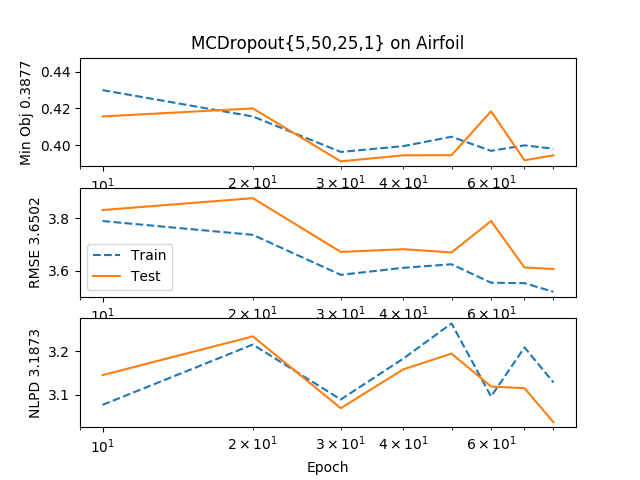 MCDropout{5,50,25,1} on Airfoil
Min Obj 0.3877
0.44
0.42
0.40
10¹ 2×10¹ 3×10¹ 4×10¹ 6×10¹
RMSE 3.6502
3.8
3.6
Train
Test
10¹ 2×10¹ 3×10¹ 4×10¹ 6×10¹
NLPD 3.1873
3.2
3.1
10¹ 2×10¹ 3×10¹ 4×10¹ 6×10¹
Epoch